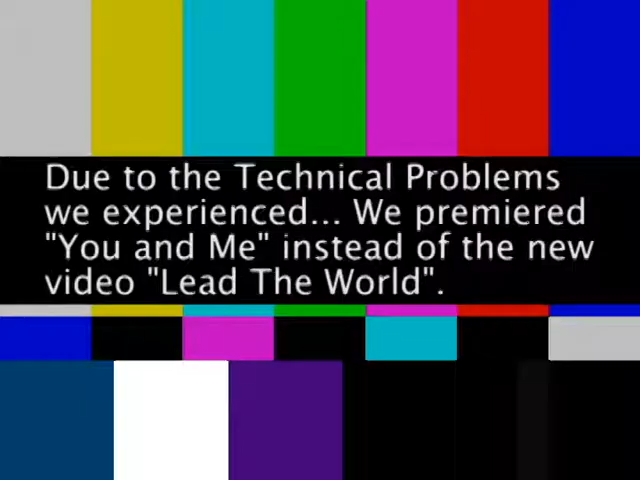 Due to the Technical Problems
we experienced... We premiered
"You and Me" instead of the new
video "Lead The World".